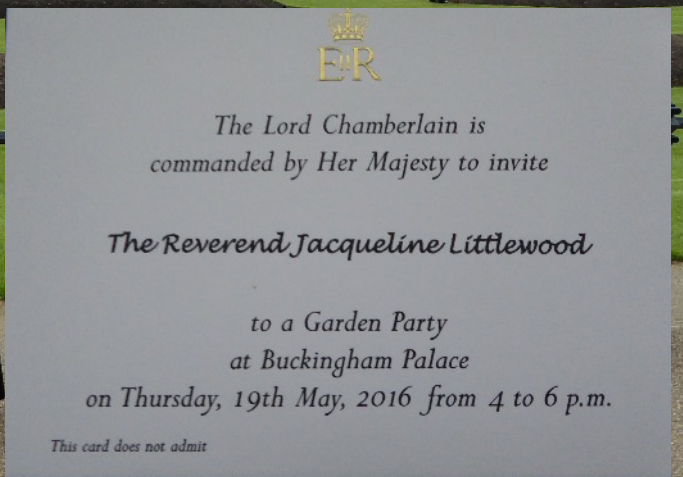 E II R
The Lord Chamberlain is
commanded by Her Majesty to invite
The Reverend Jacqueline Littlewood
to a Garden Party
at Buckingham Palace
on Thursday, 19th May, 2016 from 4 to 6 p.m.
This card does not admit